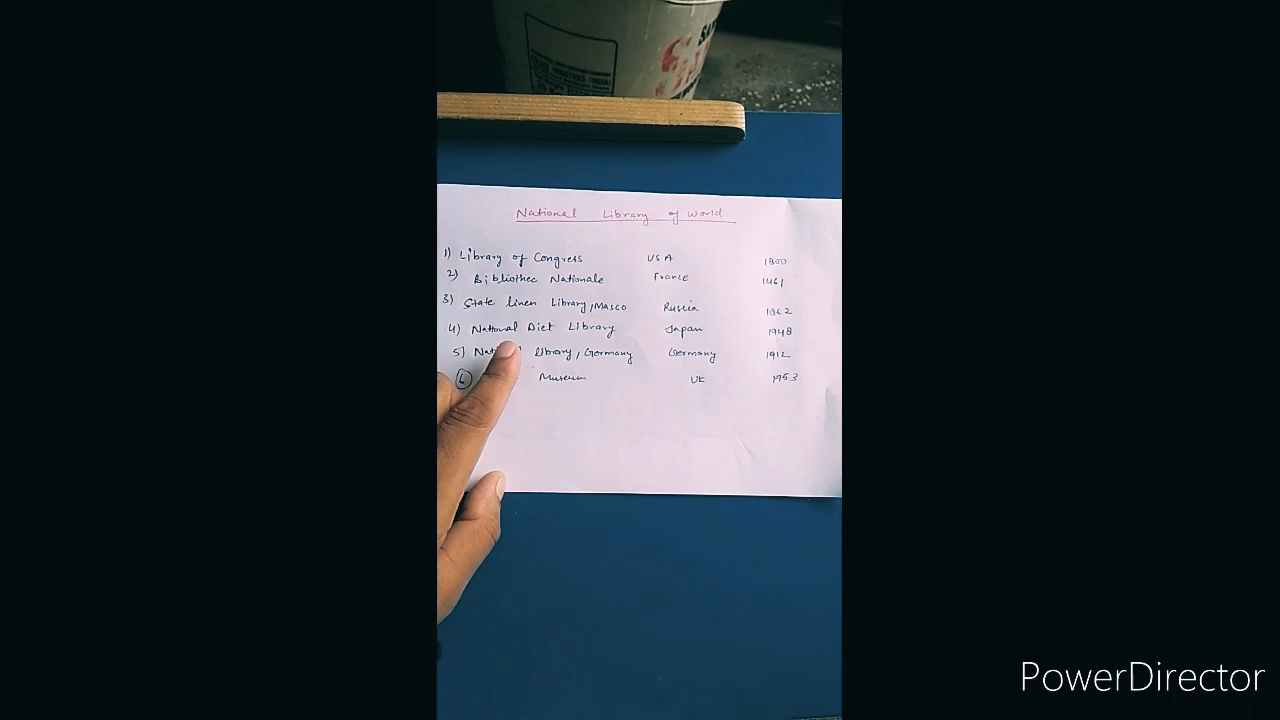 National Library of World
1) Library of Congress USA 1800
2) Bibliothec Nationale France 1461
3) State linen Library, Masco Russia 1862
4) National Diet Library Japan 1948
5) Library, Germany Germany 1912
6 Museum UK 1753
PowerDirector